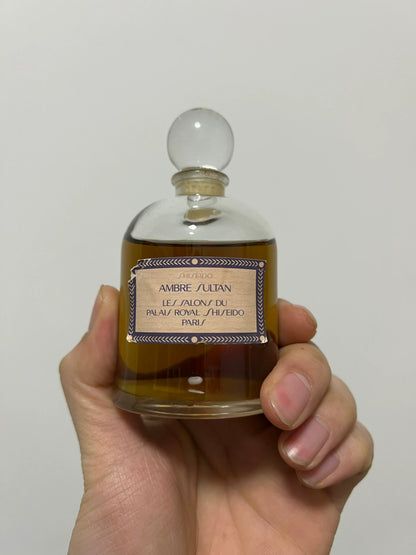 SHISEIDO
AMBRE SULTAN
LES SALONS DU
PALAIS ROYAL SHISEIDO
PARIS